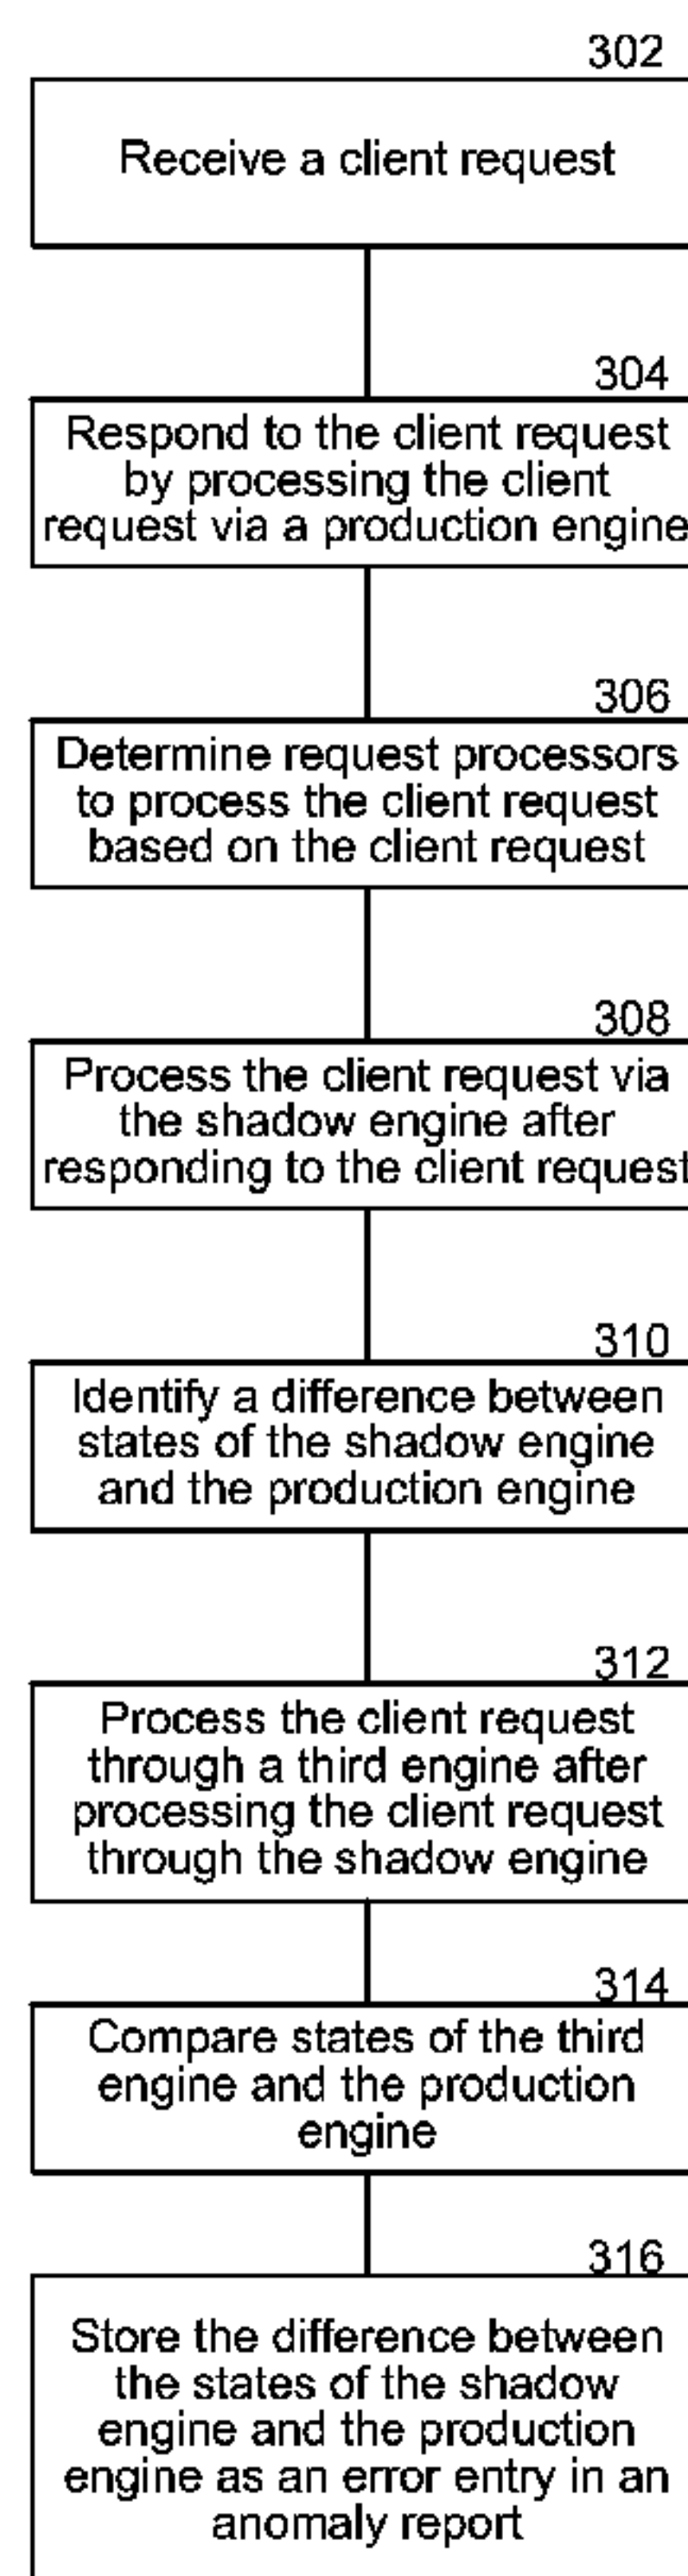 302
Receive a client request
304
Respond to the client request
by processing the client
request via a production engine
306
Determine request processors
to process the client request
based on the client request
308
Process the client request via
the shadow engine after
responding to the client request
310
Identify a difference between
states of the shadow engine
and the production engine
312
Process the client request
through a third engine after
processing the client request
through the shadow engine
314
Compare states of the third
engine and the production
engine
316
Store the difference between
the states of the shadow
engine and the production
engine as an error entry in an
anomaly report